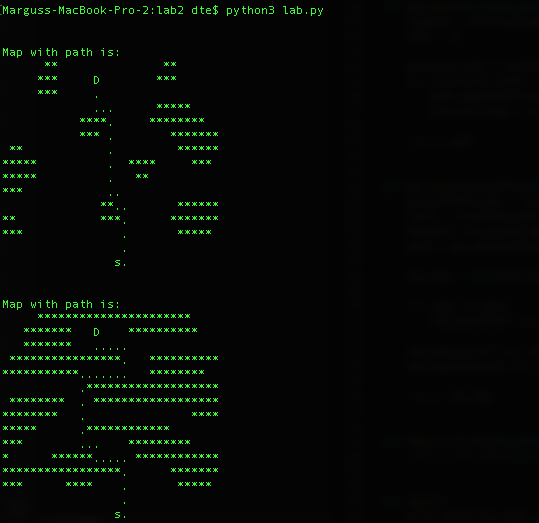 [Marguss-MacBook-Pro-2:lab2 dte$ python3 lab.py
Map with path is:
      **               **
     ***     D        ***
     ***     .
             ...      *****
           ****.     ********
           *** .        *******
 **            .         ******
*****          .  ****     ***
*****          .   **
***            ..
              **..       ******
**            ***.      *******
***              .       *****
                 .
                s.
Map with path is:
     **********************
   *******   D    **********
   *******   .....
 ****************.   **********
***********.......   ********
           .*******************
 ********  . ******************
********   .               ****
*****      .************
***        ...    *********
*      ******.....  ************
*****************.      *******
***      ****    .       *****
                 .
                s.